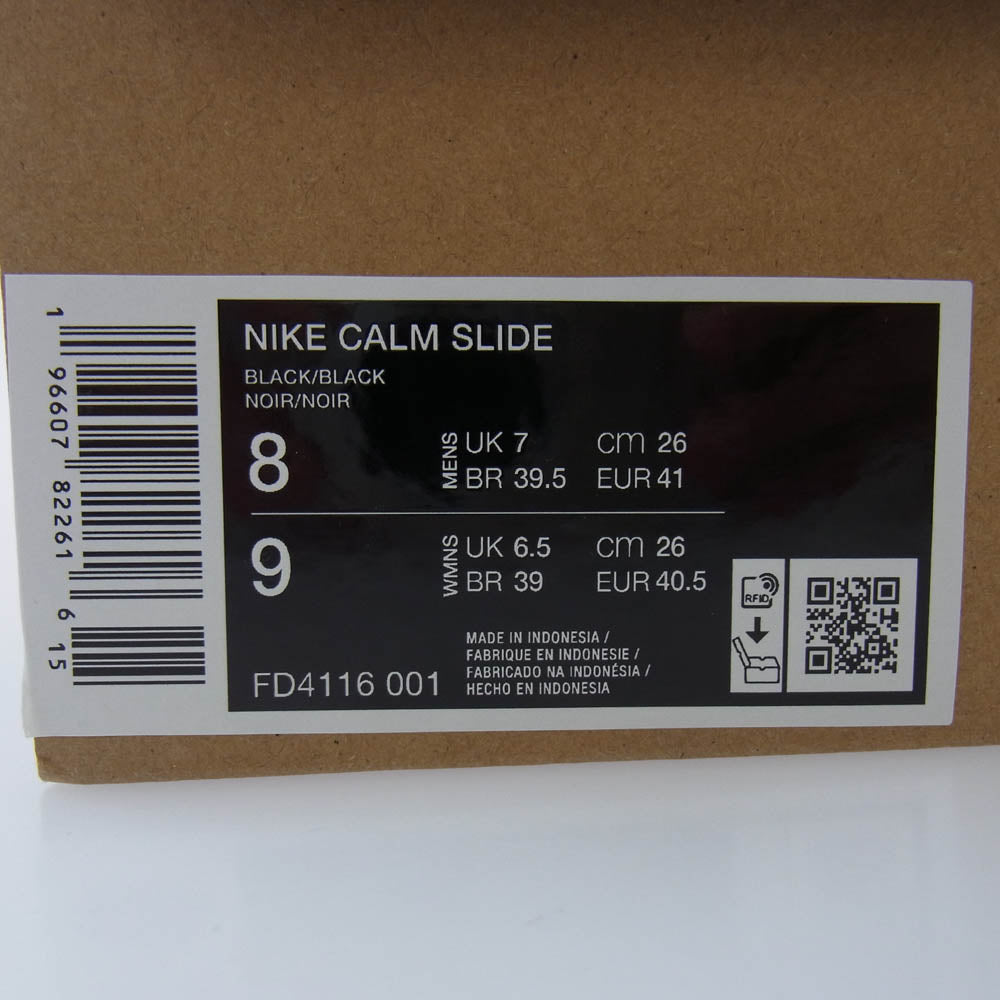 NIKE CALM SLIDE
BLACK/BLACK
NOIR/NOIR
8 MENS UK 7 cm 26
BR 39.5 EUR 41
9 WMNS UK 6.5 cm 26
BR 39 EUR 40.5
MADE IN INDONESIA /
FABRIQUE EN INDONESIE /
FABRICADO NA INDONÉSIA /
HECHO EN INDONESIA
FD4116 001
RFID
1 96607 82261 6 15